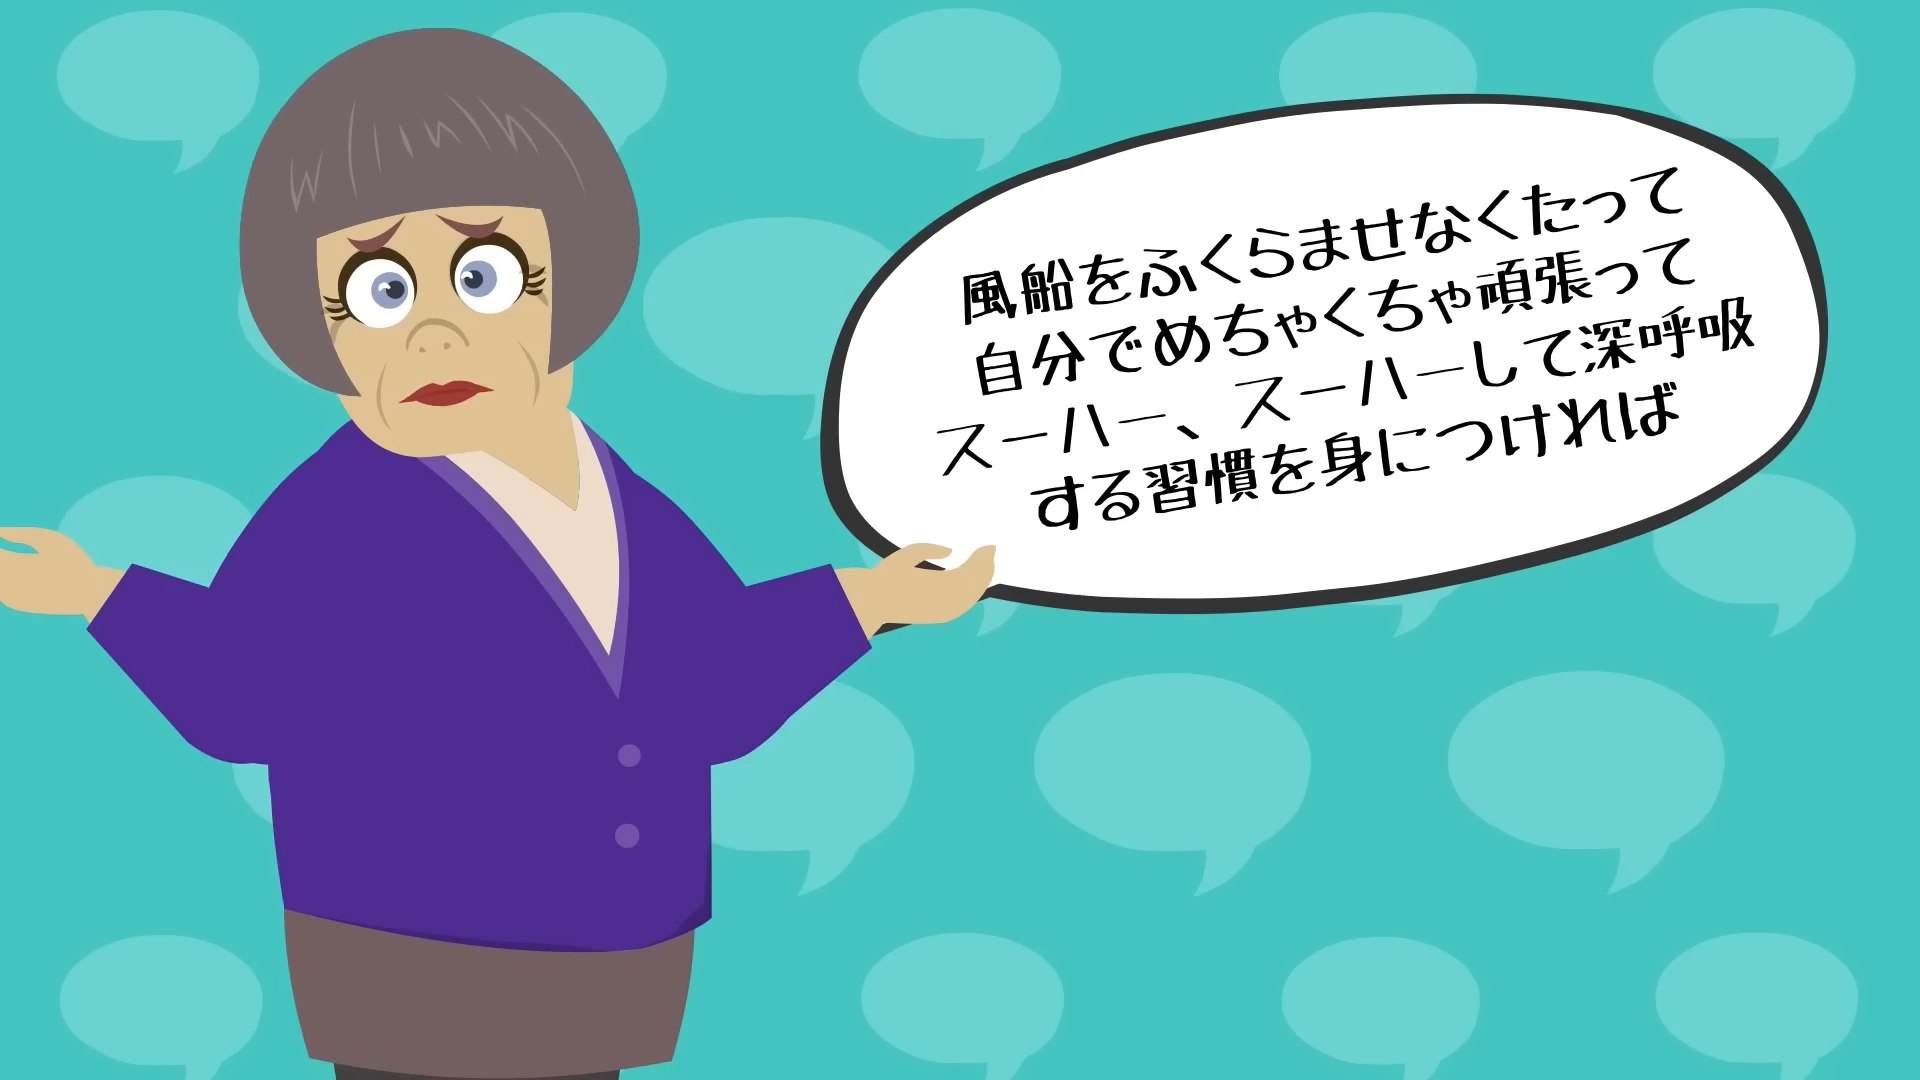 風船をふくらませなくたって
自分でめちゃくちゃ頑張って
スーハー、スーハーして深呼吸
する習慣を身につければ